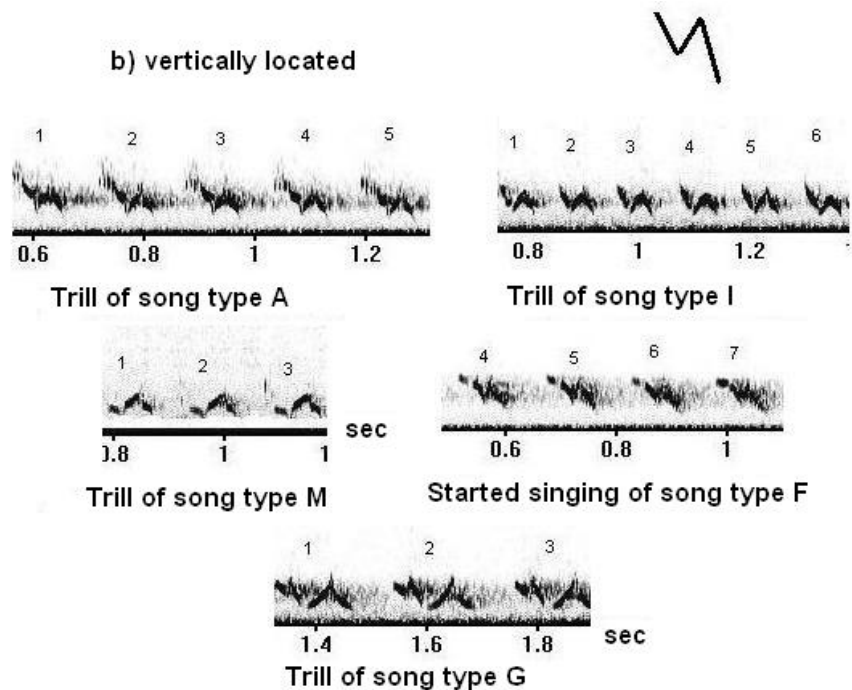 b) vertically located
1 2 3 4 5
0.6 0.8 1 1.2
Trill of song type A
1 2 3 4 5 6
0.8 1 1.2
Trill of song type I
1 2 3
0.8 1 1
sec
Trill of song type M
4 5 6 7
0.6 0.8 1
Started singing of song type F
1 2 3
1.4 1.6 1.8
sec
Trill of song type G